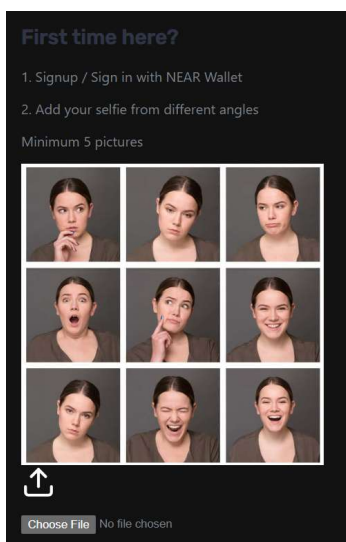 First time here?
1. Signup / Sign in with NEAR Wallet
2. Add your selfie from different angles
Minimum 5 pictures
Choose File No file chosen